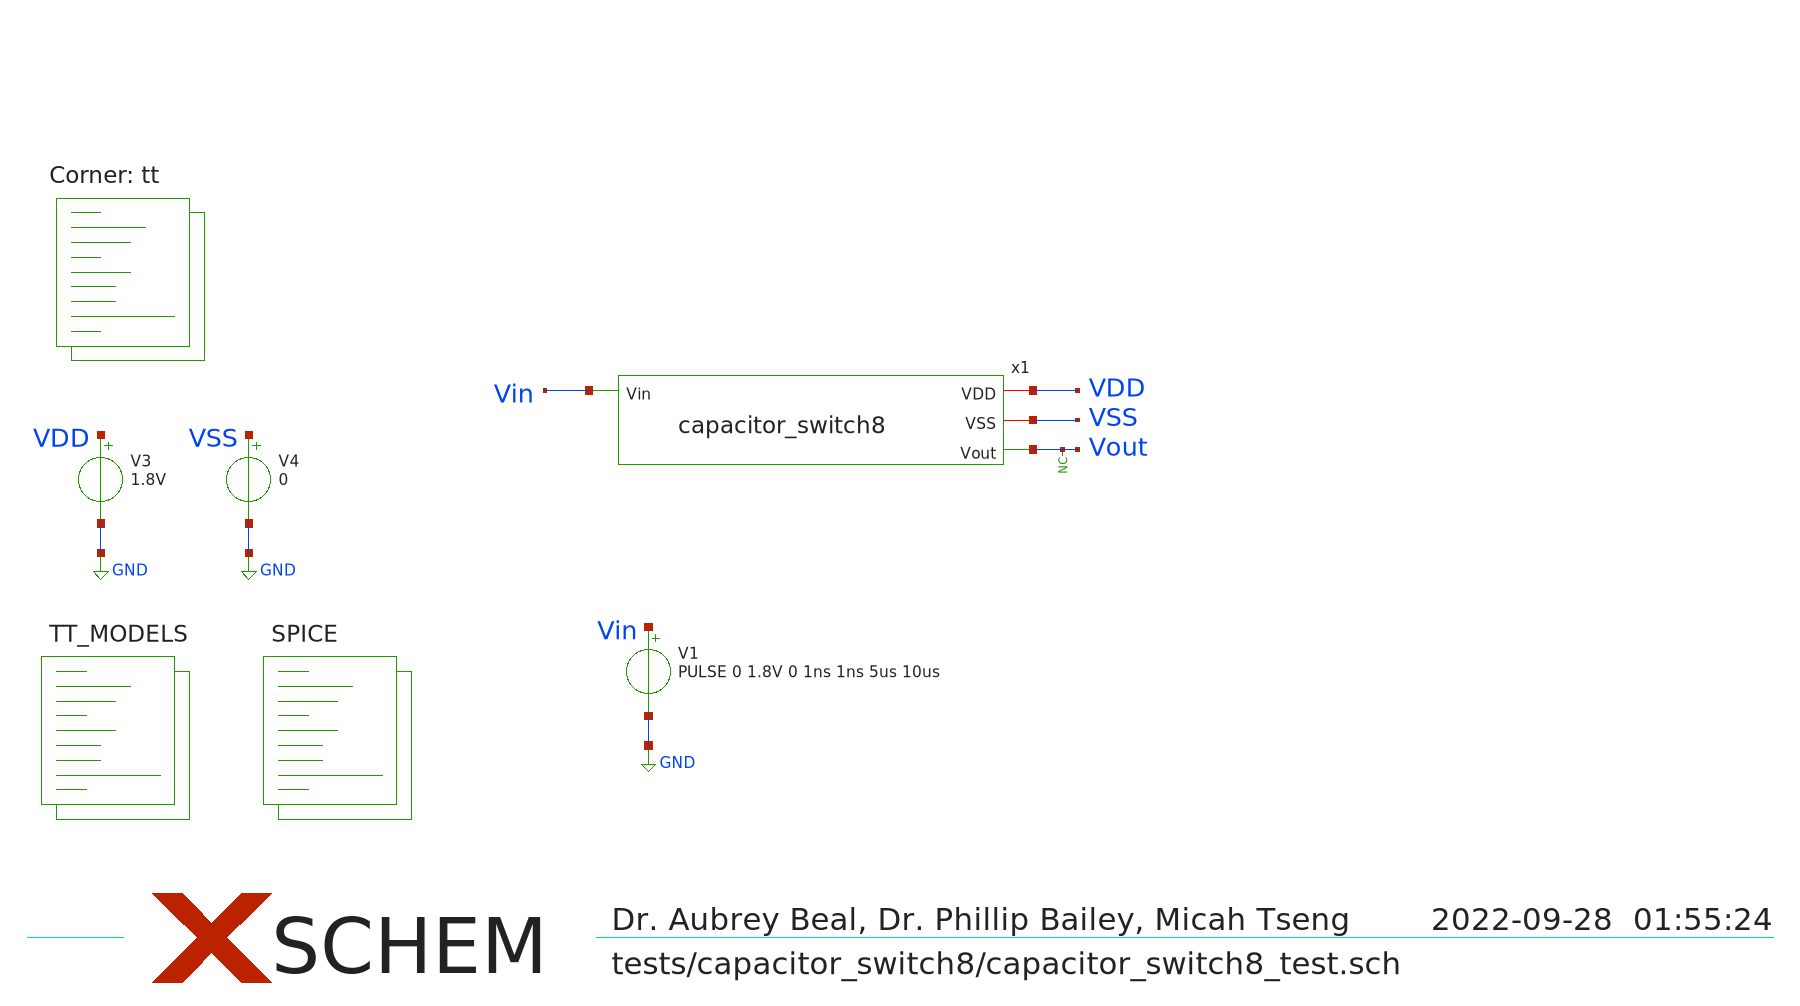 Corner: tt
x1
Vin
Vin
VDD
VDD
capacitor_switch8
VSS
VSS
Vout
Vout
NC
VDD
+
V3
1.8V
GND
VSS
+
V4
0
GND
TT_MODELS
SPICE
Vin
+
V1
PULSE 0 1.8V 0 1ns 1ns 5us 10us
GND
XSCHEM
Dr. Aubrey Beal, Dr. Phillip Bailey, Micah Tseng
2022-09-28 01:55:24
tests/capacitor_switch8/capacitor_switch8_test.sch